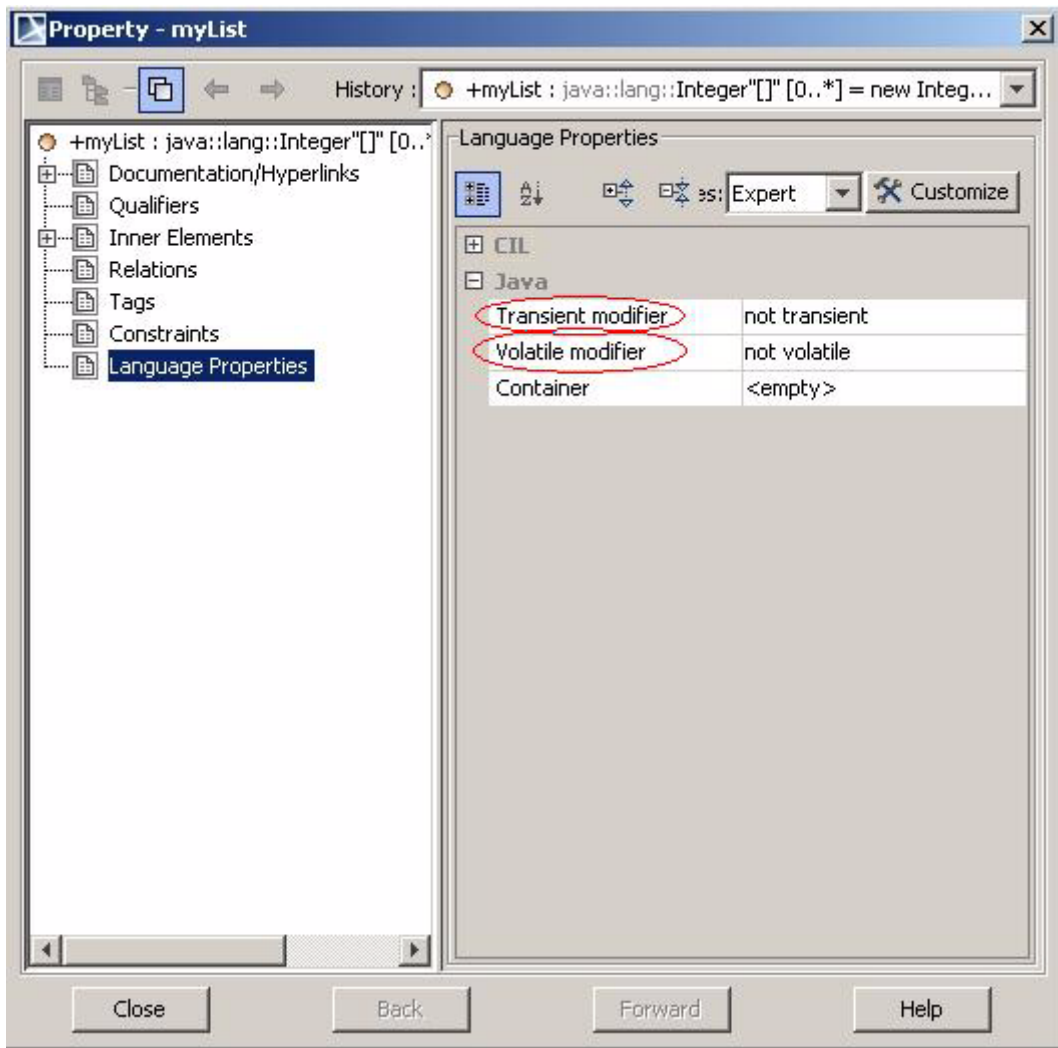 Property - myList
History : +myList : java::lang::Integer"[]" [0..*] = new Integ...
+myList : java::lang::Integer"[]" [0..*
Documentation/Hyperlinks
Qualifiers
Inner Elements
Relations
Tags
Constraints
Language Properties
Language Properties
es: Expert Customize
CIL
Java
Transient modifier not transient
Volatile modifier not volatile
Container <empty>
Close Back Forward Help